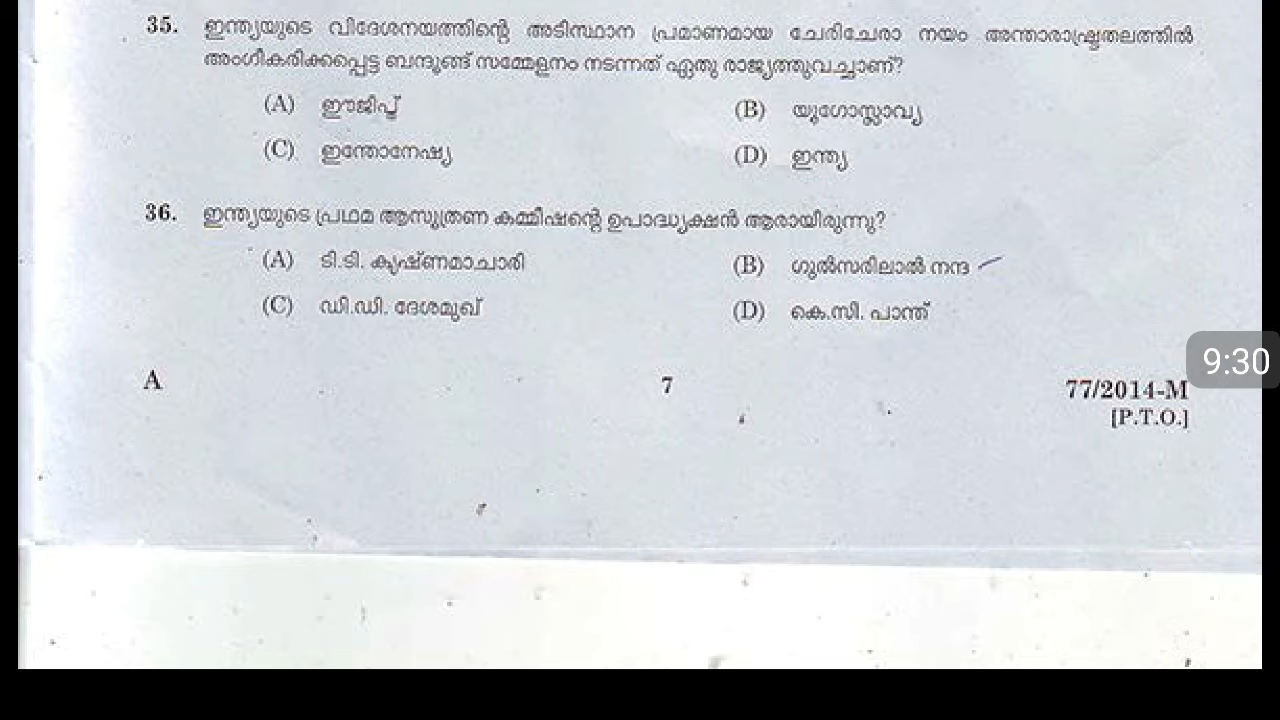 35. ഇന്ത്യയുടെ വിദേശനയത്തിന്റെ അടിസ്ഥാന പ്രമാണമായ ചേരിചേരാ നയം അന്താരാഷ്ട്രതലത്തിൽ
അംഗീകരിക്കപ്പെട്ട ബന്ദൂങ്ങ് സമ്മേളനം നടന്നത് ഏതു രാജ്യത്തുവച്ചാണ്?
(A) ഈജിപ്ത് (B) യൂഗോസ്ലാവ്യ
(C) ഇന്തോനേഷ്യ (D) ഇന്ത്യ
36. ഇന്ത്യയുടെ പ്രഥമ ആസൂത്രണ കമ്മീഷന്റെ ഉപാദ്ധ്യക്ഷൻ ആരായിരുന്നു?
(A) ടി.ടി. കൃഷ്ണമാചാരി (B) ഗുൽസരിലാൽ നന്ദ
(C) ഡി.ഡി. ദേശമുഖ് (D) കെ.സി. പാന്ത്
9:30
A 7 77/2014-M
[P.T.O.]